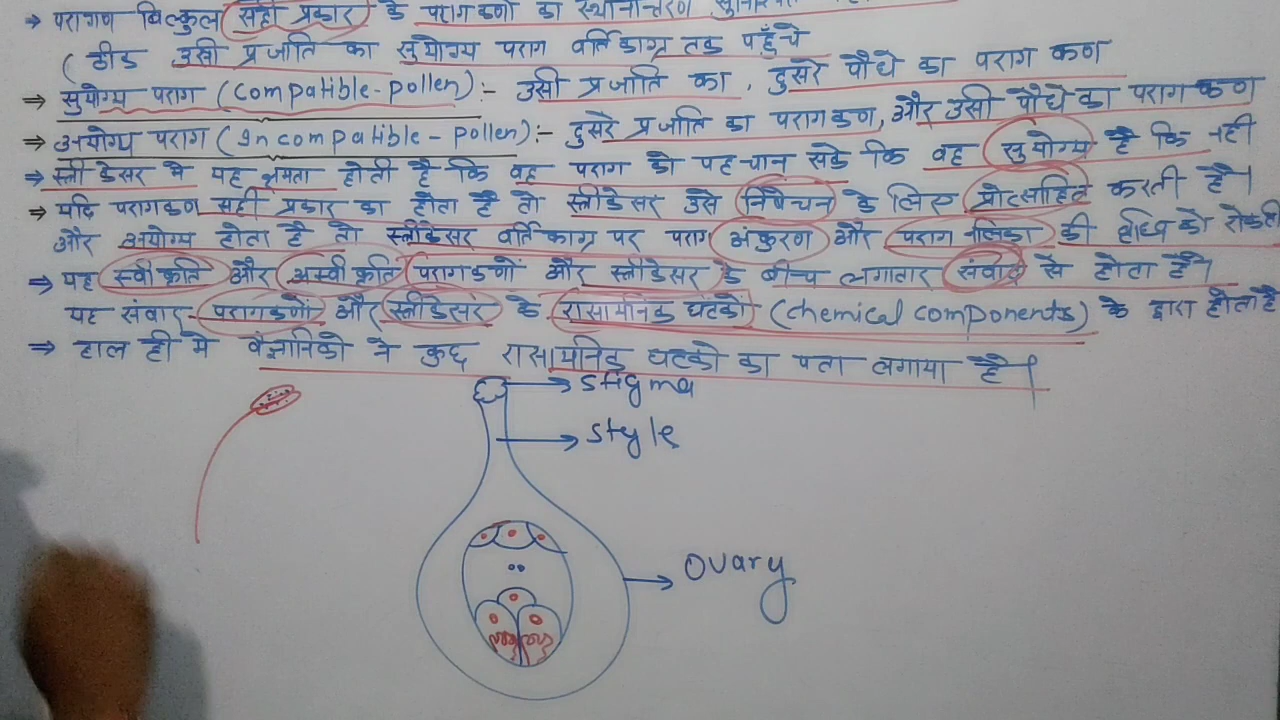 → परागण बिल्कुल सही प्रकार के परागकणों का स्थानान्तरण
( ठीक उसी प्रजाति का सुयोग्य पराग वर्तिकाग्र तक पहुँचे
⇒ सुयोग्य पराग (Compatible-pollen):- उसी प्रजाति का, दुसरे पौधे का पराग कण
⇒ अयोग्य पराग (Incompatible-pollen):- दुसरे प्रजाति का परागकण, और उसी पौधे का पराग कण
⇒ स्त्रीकेसर मे यह क्षमता होती है कि वह पराग को पहचान सके कि वह सुयोग्य है कि नही
⇒ यदि परागकण सही प्रकार का होता है तो स्त्रीकेसर उसे निषेचन के लिए प्रोत्साहित करती है।
और अयोग्य होता है तो स्त्रीकेसर वर्तिकाग्र पर पराग अंकुरण और पराग नलिका की वृध्दि को रोकती
⇒ यह स्वीकृति और अस्वीकृति परागकणों और स्त्रीकेसर के बीच लगातार संवाद से होता है।
यह संवाद परागकणों और स्त्रीकेसर के रासायनिक घटकों (chemical components) के द्वारा होता है
⇒ हाल ही मे वैज्ञानिको ने कुछ रासायनिक घटको का पता लगाया है।
stigma
style
ovary